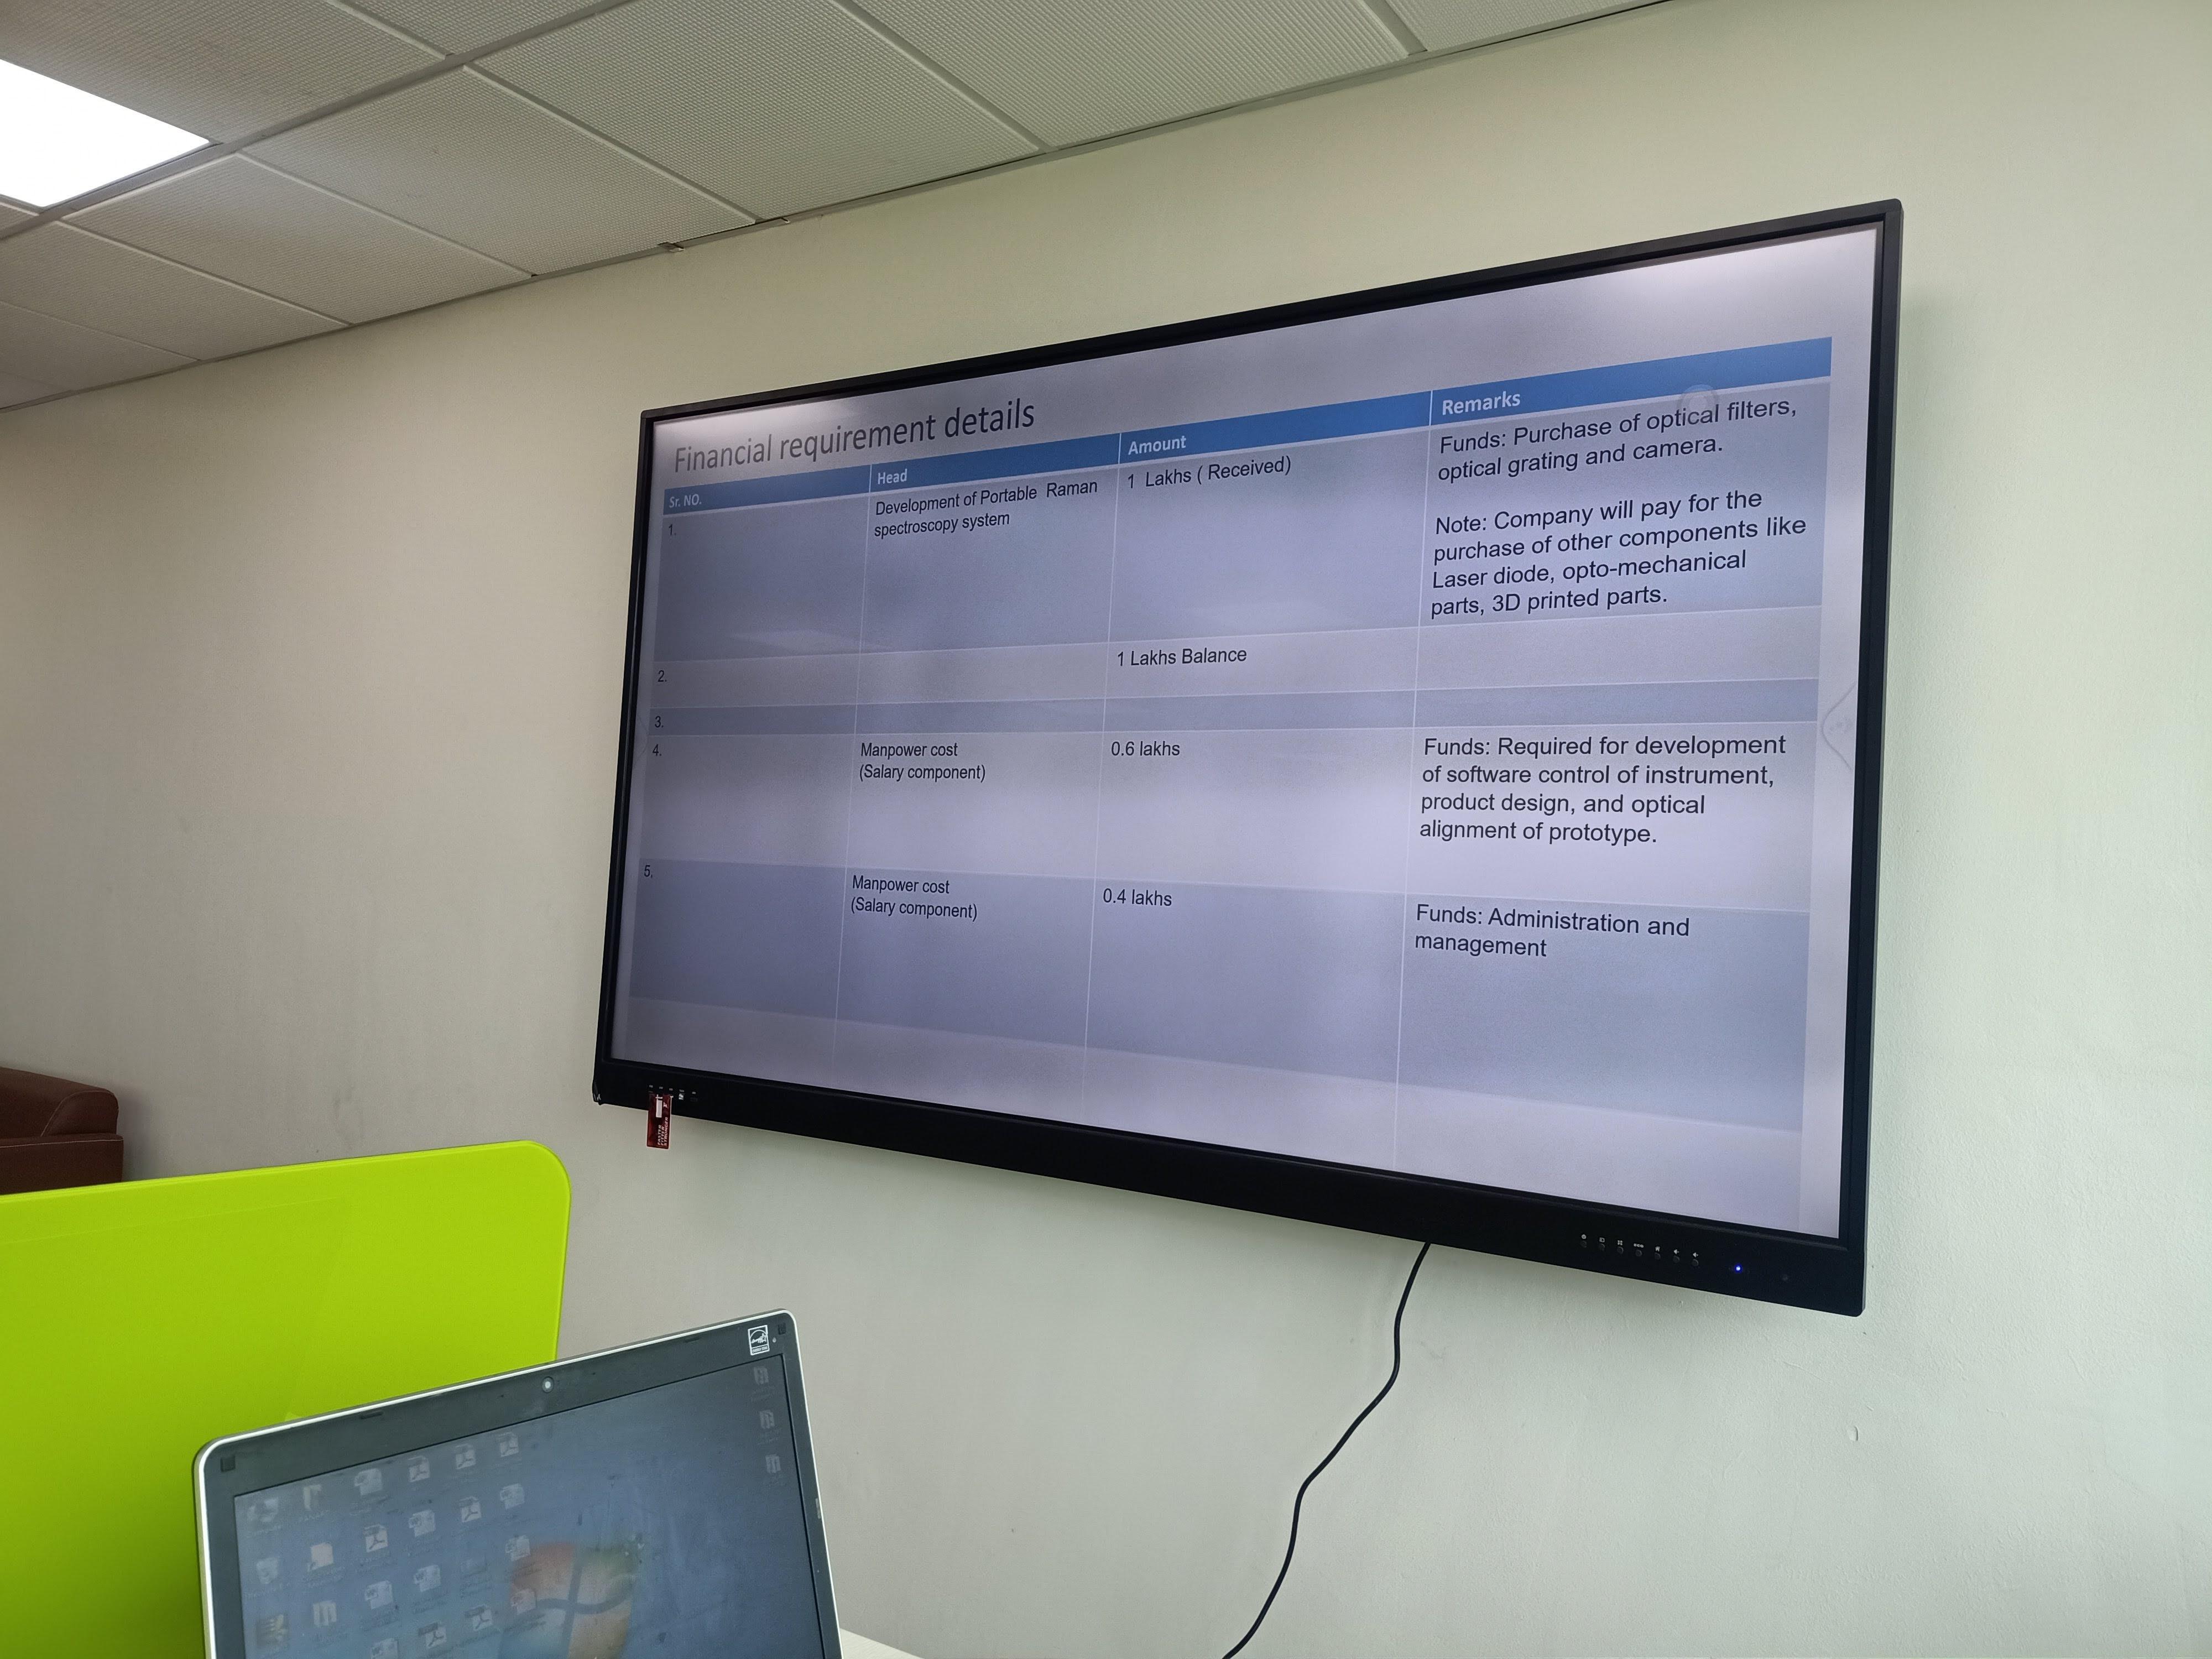 Financial requirement details
Sr. NO.
Head
Amount
Remarks
1.
Development of Portable Raman
spectroscopy system
1 Lakhs ( Received)
Funds: Purchase of optical filters,
optical grating and camera.
Note: Company will pay for the
purchase of other components like
Laser diode, opto-mechanical
parts, 3D printed parts.
2.
1 Lakhs Balance
3.
4.
Manpower cost
(Salary component)
0.6 lakhs
Funds: Required for development
of software control of instrument,
product design, and optical
alignment of prototype.
5.
Manpower cost
(Salary component)
0.4 lakhs
Funds: Administration and
management